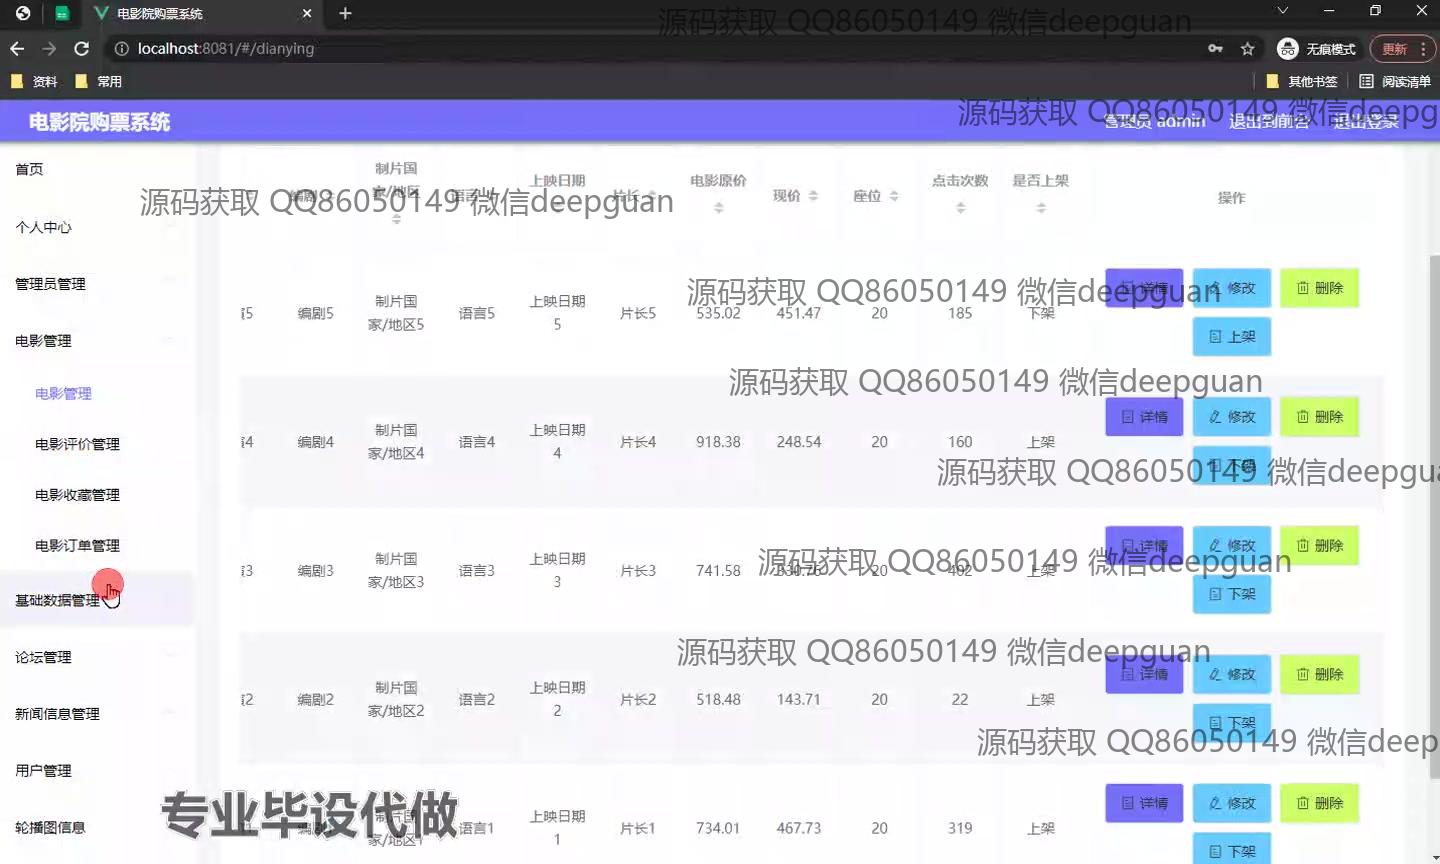 电影院购票系统
源码获取 QQ86050149 微信deepguan
localhost:8081/#/dianying
无痕模式
更新
资料
常用
其他书签
阅读清单
电影院购票系统
源码获取 QQ86050149 微信deepg
管理员 admin
退出到前台
退出登录
首页
个人中心
管理员管理
电影管理
电影管理
电影评价管理
电影收藏管理
电影订单管理
基础数据管理
论坛管理
新闻信息管理
用户管理
轮播图信息
源码获取 QQ86050149 微信deepguan
编剧
制片国家/地区
语言
上映日期
片长
电影原价
现价
座位
点击次数
是否上架
操作
源码获取 QQ86050149 微信deepguan
5 编剧5 制片国家/地区5 语言5 上映日期5 片长5 535.02 451.47 20 185 下架
详情 修改 删除
上架
源码获取 QQ86050149 微信deepguan
4 编剧4 制片国家/地区4 语言4 上映日期4 片长4 918.38 248.54 20 160 上架
详情 修改 删除
下架
源码获取 QQ86050149 微信deepgua
3 编剧3 制片国家/地区3 语言3 上映日期3 片长3 741.58 20 402 上架
详情 修改 删除
下架
源码获取 QQ86050149 微信deepguan
2 编剧2 制片国家/地区2 语言2 上映日期2 片长2 518.48 143.71 20 22 上架
详情 修改 删除
下架
源码获取 QQ86050149 微信deepguan
源码获取 QQ86050149 微信deep
编剧1 制片国家/地区1 语言1 上映日期1 片长1 734.01 467.73 20 319 上架
详情 修改 删除
下架
专业毕设代做